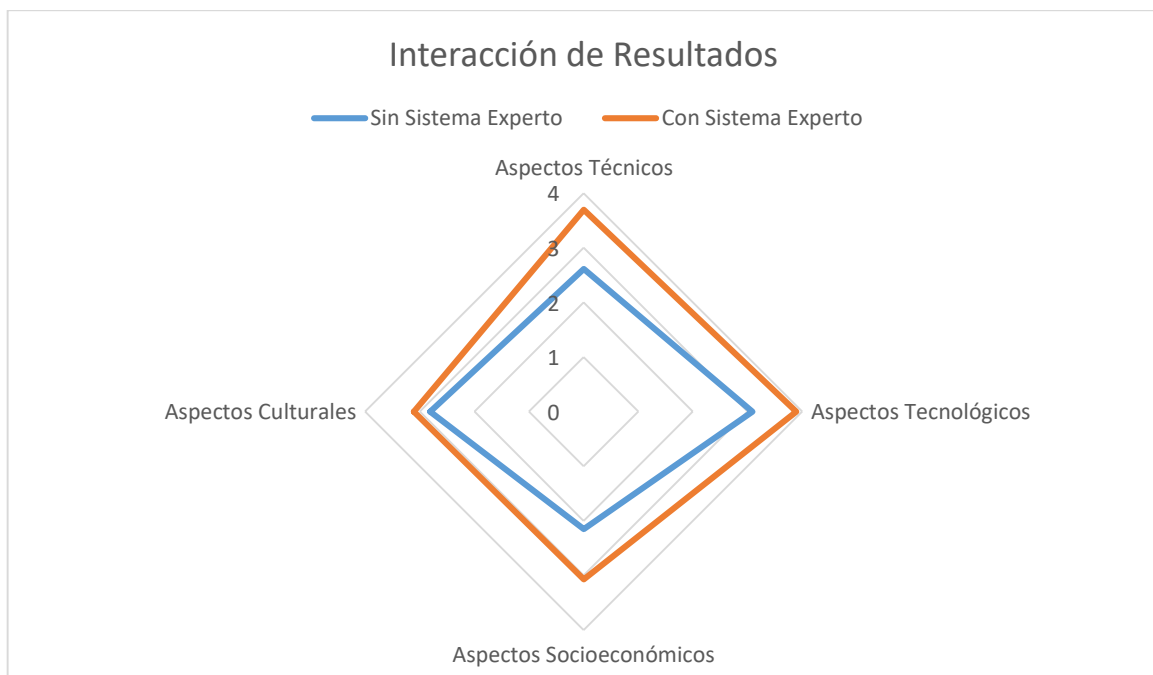 Interacción de Resultados
Sin Sistema Experto Con Sistema Experto
Aspectos Técnicos
4
3
2
1
Aspectos Culturales 0 Aspectos Tecnológicos
Aspectos Socioeconómicos